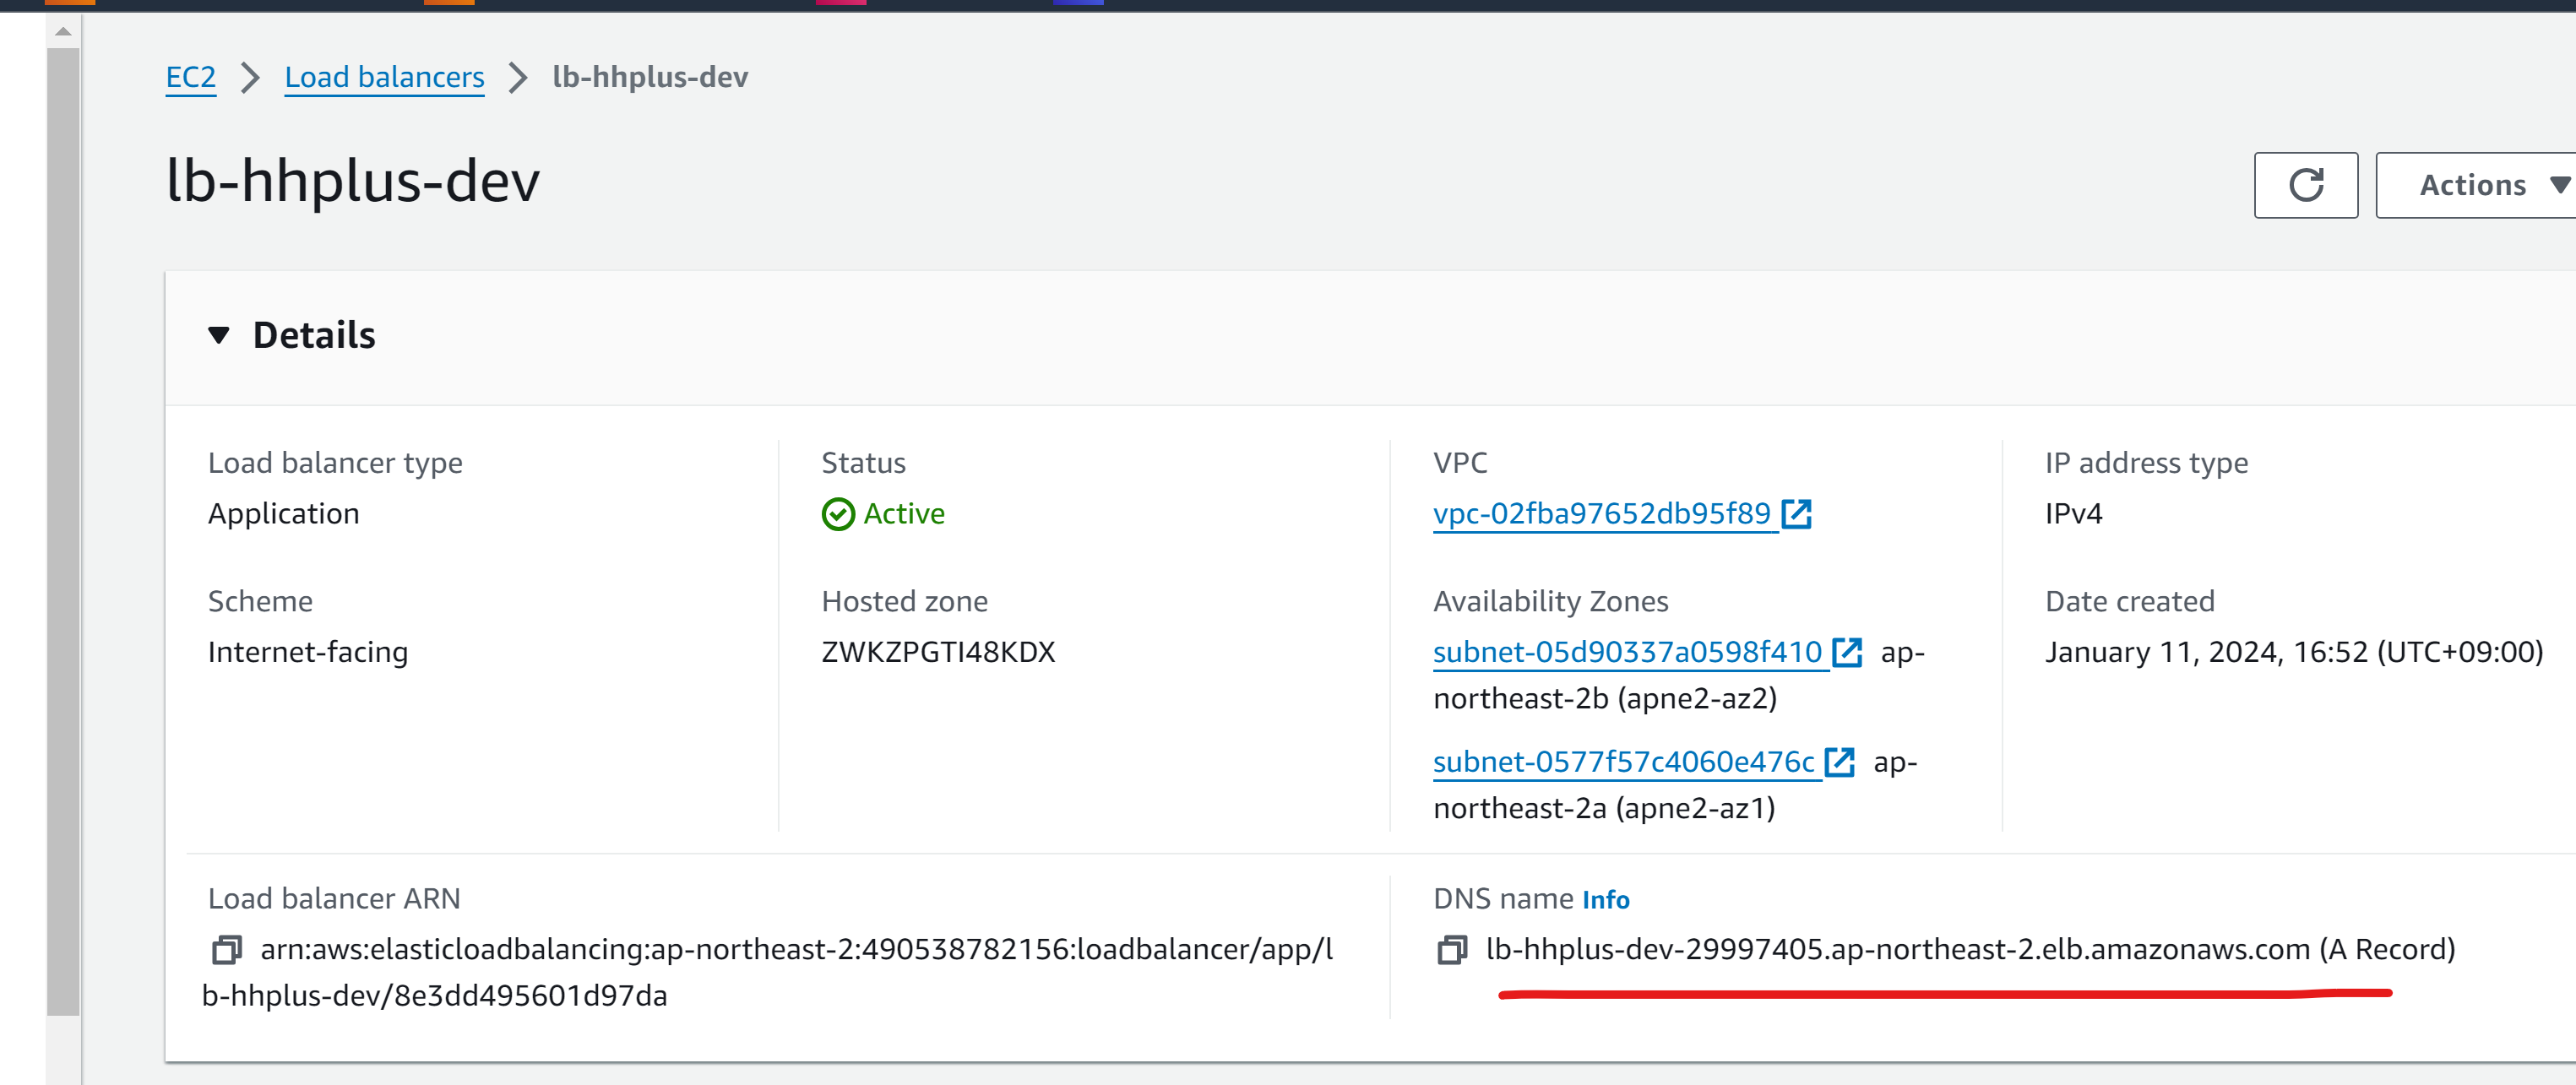 EC2 > Load balancers > lb-hhplus-dev
lb-hhplus-dev
Actions
Details
Load balancer type
Application
Status
Active
VPC
vpc-02fba97652db95f89
IP address type
IPv4
Scheme
Internet-facing
Hosted zone
ZWKZPGTI48KDX
Availability Zones
subnet-05d90337a0598f410 ap-
northeast-2b (apne2-az2)
subnet-0577f57c4060e476c ap-
northeast-2a (apne2-az1)
Date created
January 11, 2024, 16:52 (UTC+09:00)
Load balancer ARN
arn:aws:elasticloadbalancing:ap-northeast-2:490538782156:loadbalancer/app/l
b-hhplus-dev/8e3dd495601d97da
DNS name Info
lb-hhplus-dev-29997405.ap-northeast-2.elb.amazonaws.com (A Record)